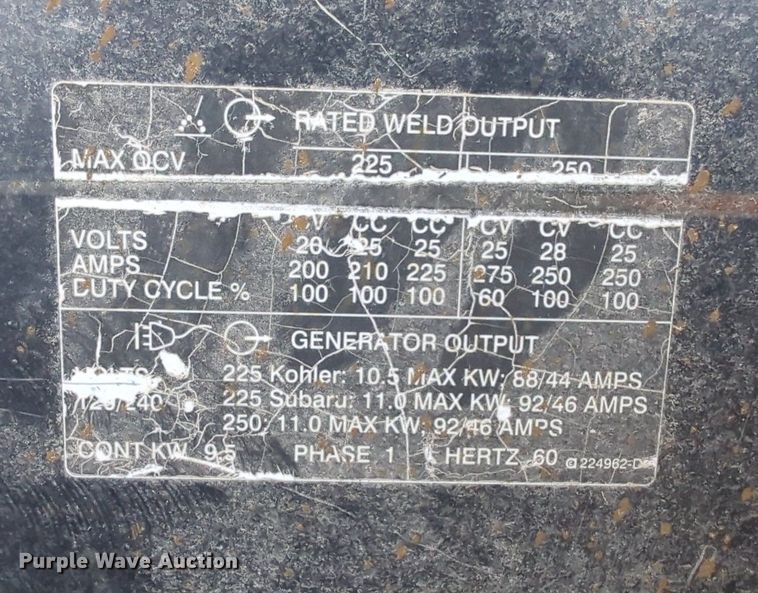 RATED WELD OUTPUT
MAX OCV 225 250
CV CC CC CV CV CC
VOLTS 20 25 25 25 28 25
AMPS 200 210 225 275 250 250
DUTY CYCLE % 100 100 100 60 100 100
GENERATOR OUTPUT
VOLTS 225 Kohler: 10.5 MAX KW: 88/44 AMPS
120/240 225 Subaru: 11.0 MAX KW: 92/46 AMPS
250: 11.0 MAX KW: 92/46 AMPS
CONT KW 9.5 PHASE 1 HERTZ 60 224962-D
Purple Wave Auction